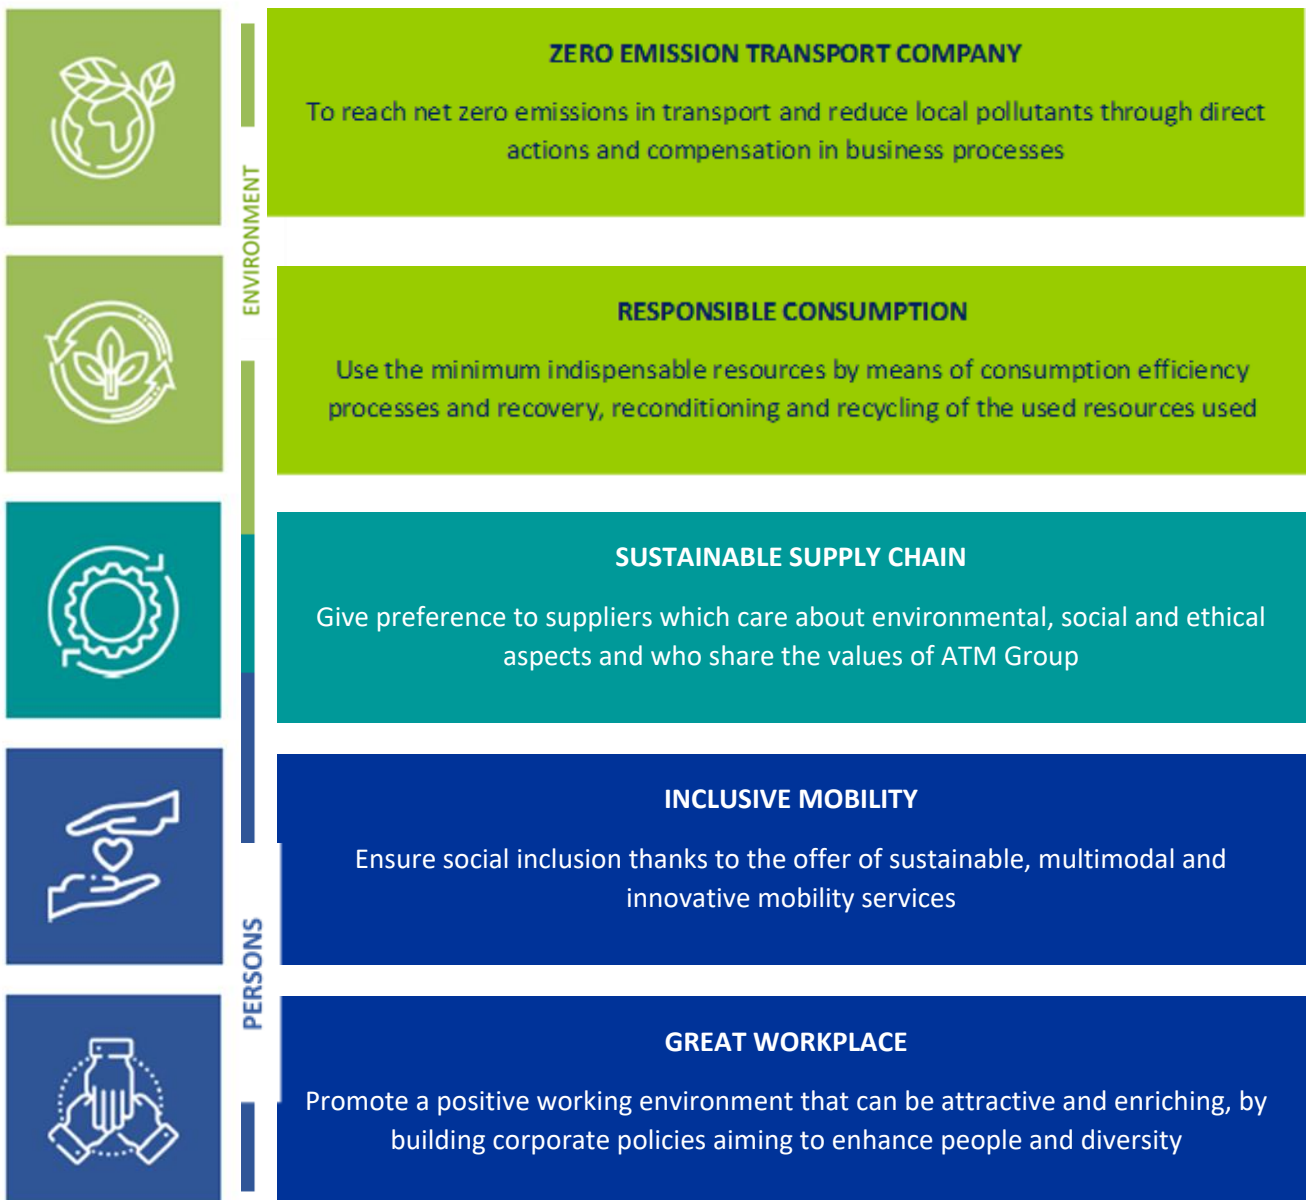 ZERO EMISSION TRANSPORT COMPANY
To reach net zero emissions in transport and reduce local pollutants through direct
actions and compensation in business processes
ENVIRONMENT
RESPONSIBLE CONSUMPTION
Use the minimum indispensable resources by means of consumption efficiency
processes and recovery, reconditioning and recycling of the used resources used
SUSTAINABLE SUPPLY CHAIN
Give preference to suppliers which care about environmental, social and ethical
aspects and who share the values of ATM Group
INCLUSIVE MOBILITY
Ensure social inclusion thanks to the offer of sustainable, multimodal and
innovative mobility services
PERSONS
GREAT WORKPLACE
Promote a positive working environment that can be attractive and enriching, by
building corporate policies aiming to enhance people and diversity